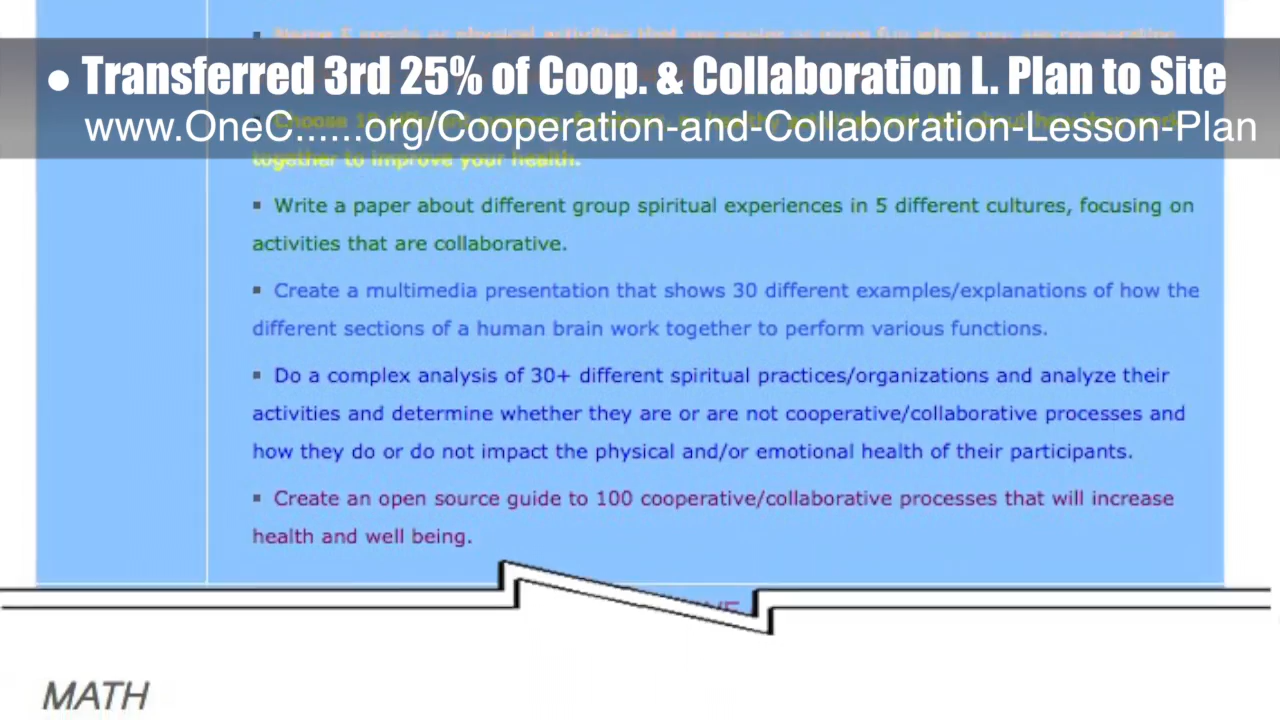 • Transferred 3rd 25% of Coop. & Collaboration L. Plan to Site
www.OneC.......org/Cooperation-and-Collaboration-Lesson-Plan
together to improve your health.
▪ Write a paper about different group spiritual experiences in 5 different cultures, focusing on
activities that are collaborative.
▪ Create a multimedia presentation that shows 30 different examples/explanations of how the
different sections of a human brain work together to perform various functions.
▪ Do a complex analysis of 30+ different spiritual practices/organizations and analyze their
activities and determine whether they are or are not cooperative/collaborative processes and
how they do or do not impact the physical and/or emotional health of their participants.
▪ Create an open source guide to 100 cooperative/collaborative processes that will increase
health and well being.
MATH